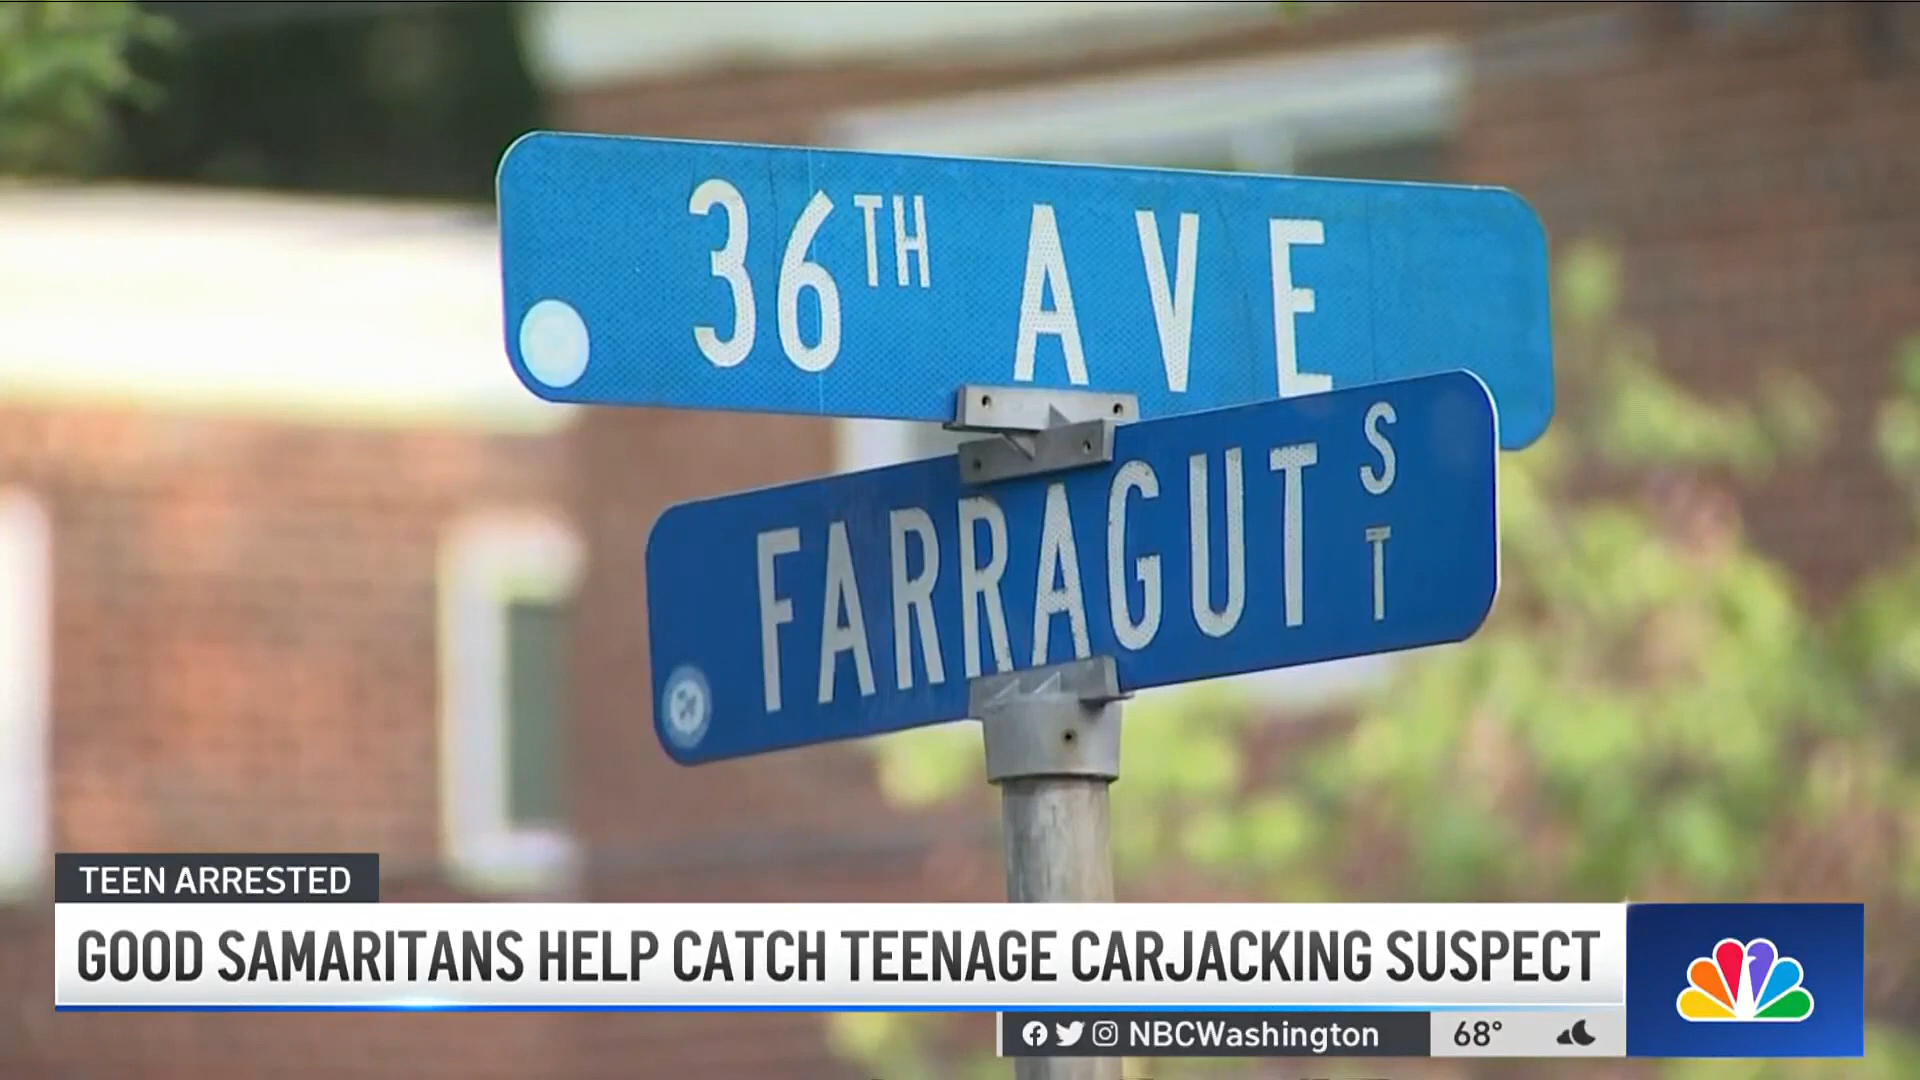 36TH AVE
FARRAGUT ST
TEEN ARRESTED
GOOD SAMARITANS HELP CATCH TEENAGE CARJACKING SUSPECT
NBCWashington 68°